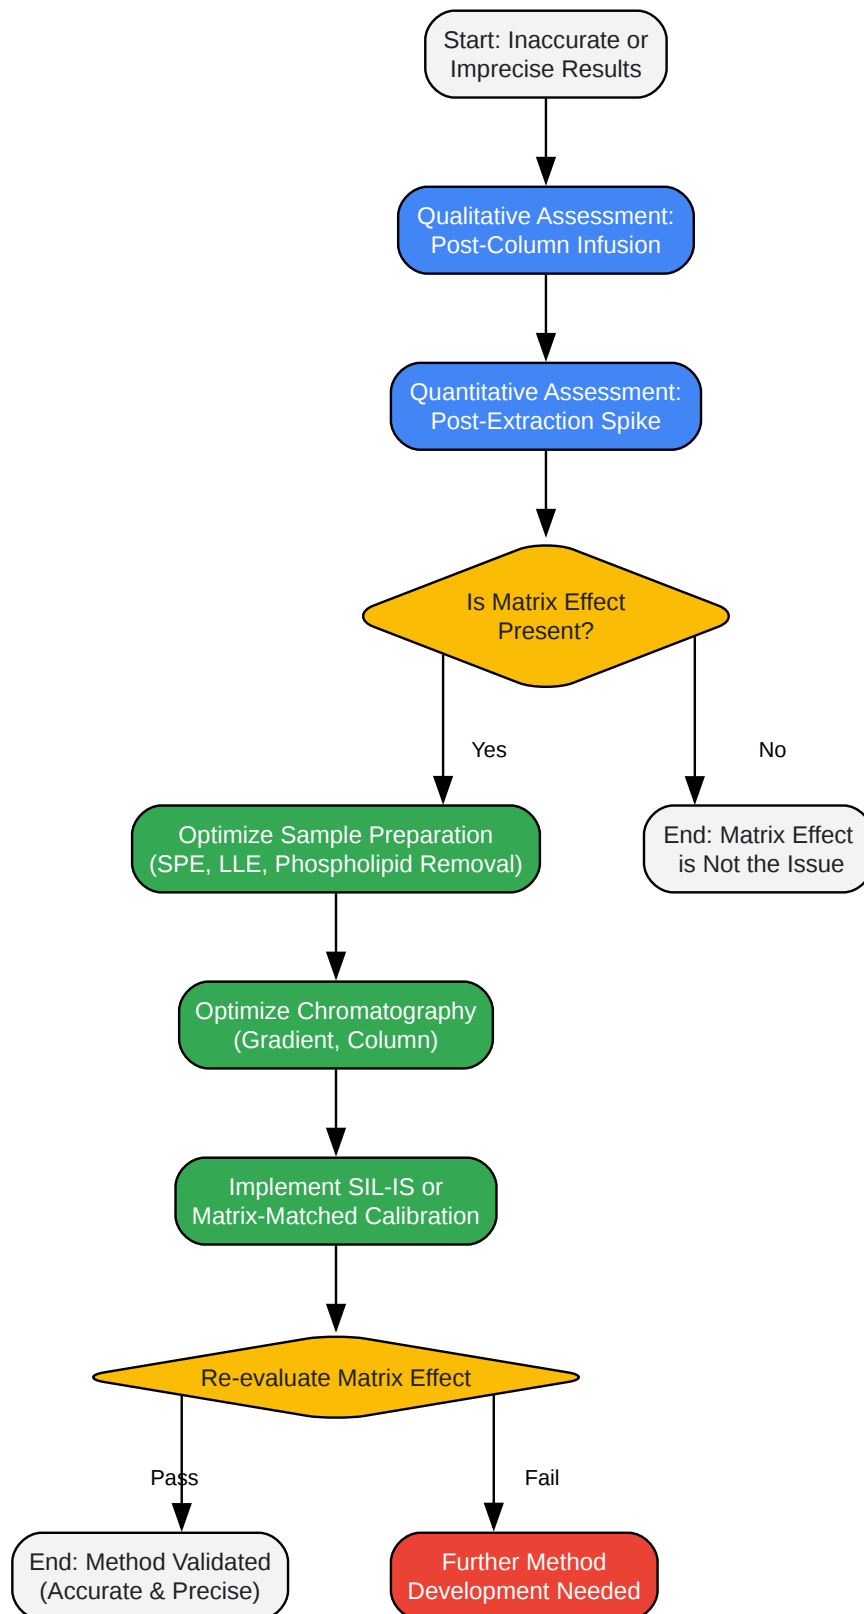 Start: Inaccurate or
Imprecise Results
Qualitative Assessment:
Post-Column Infusion
Quantitative Assessment:
Post-Extraction Spike
Is Matrix Effect
Present?
Yes
No
Optimize Sample Preparation
(SPE, LLE, Phospholipid Removal)
End: Matrix Effect
is Not the Issue
Optimize Chromatography
(Gradient, Column)
Implement SIL-IS or
Matrix-Matched Calibration
Re-evaluate Matrix Effect
Pass
Fail
End: Method Validated
(Accurate & Precise)
Further Method
Development Needed